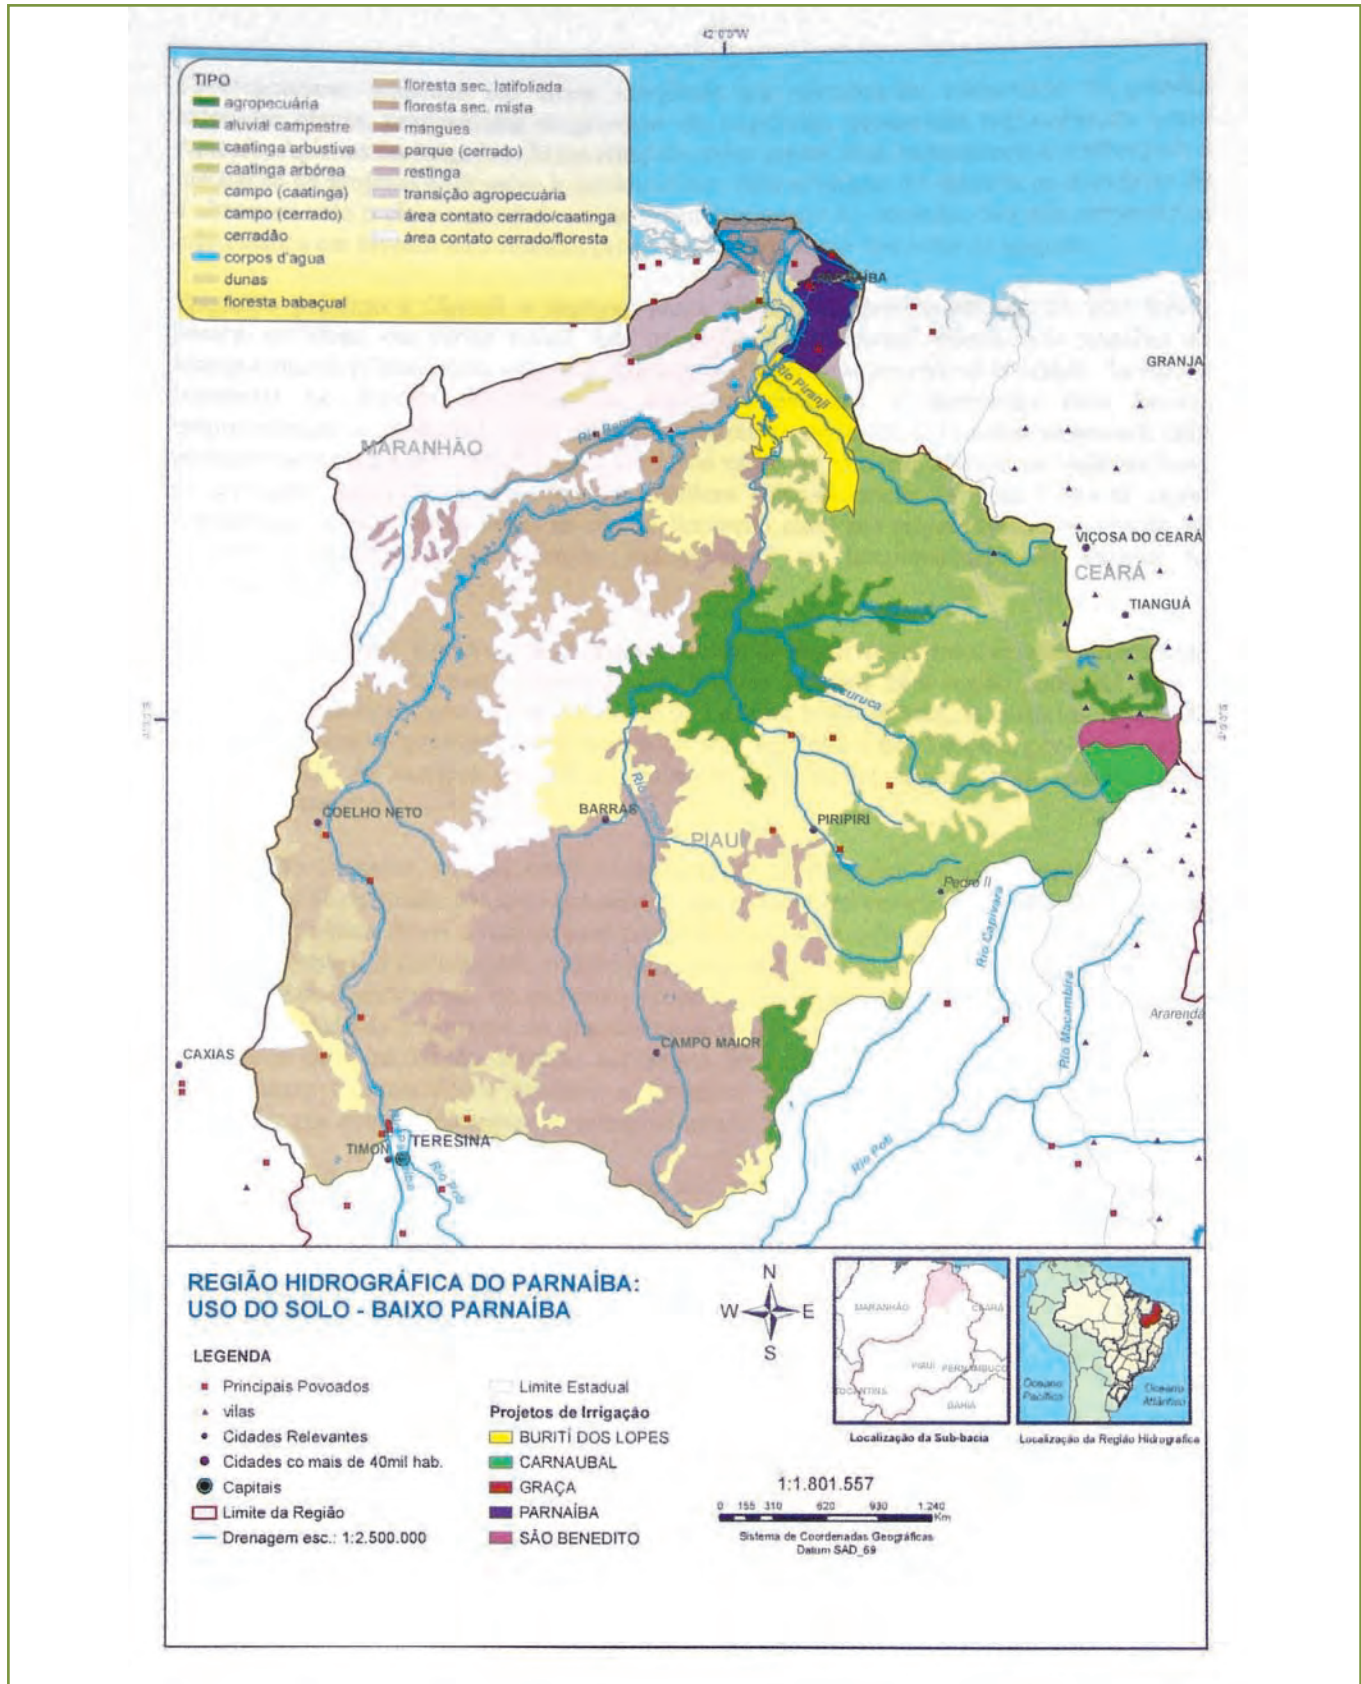 42°0'0"W
TIPO
agropecuária
aluvial campestre
caatinga arbustiva
caatinga arbórea
campo (caatinga)
campo (cerrado)
cerradão
corpos d'agua
dunas
floresta babaçual
floresta sec. latifoliada
floresta sec. mista
mangues
parque (cerrado)
restinga
transição agropecuária
área contato cerrado/caatinga
área contato cerrado/floresta
PARNAÍBA
GRANJA
Rio Piranji
MARANHÃO
VIÇOSA DO CEARÁ
CEARÁ
TIANGUÁ
COELHO NETO
BARRAS
PIRIPIRI
PIAUI
Pedro II
Rio Capivara
Rio Macambira
Ararendá
CAXIAS
CAMPO MAIOR
TIMON
TERESINA
Rio Poti
Rio Poti
REGIÃO HIDROGRÁFICA DO PARNAÍBA:
USO DO SOLO - BAIXO PARNAÍBA
LEGENDA
Principais Povoados
vilas
Cidades Relevantes
Cidades co mais de 40mil hab.
Capitais
Limite da Região
Drenagem esc.: 1:2.500.000
Limite Estadual
Projetos de Irrigação
BURITÍ DOS LOPES
CARNAUBAL
GRAÇA
PARNAÍBA
SÃO BENEDITO
N
W E
S
MARANHÃO
CEARÁ
PIAUÍ
PERNAMBUCO
TOCANTINS
BAHIA
Localização da Sub-bacia
Oceano
Pacífico
Oceano
Atlântico
Localização da Região Hidrografica
1:1.801.557
0 155 310 620 930 1.240
Km
Sistema de Coordenadas Geográficas
Datum SAD_69